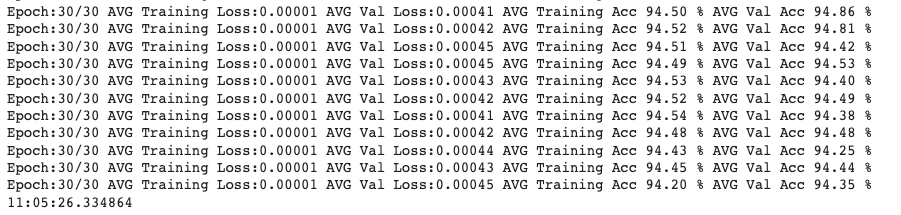 Epoch:30/30 AVG Training Loss:0.00001 AVG Val Loss:0.00041 AVG Training Acc 94.50 % AVG Val Acc 94.86 %
Epoch:30/30 AVG Training Loss:0.00001 AVG Val Loss:0.00042 AVG Training Acc 94.52 % AVG Val Acc 94.81 %
Epoch:30/30 AVG Training Loss:0.00001 AVG Val Loss:0.00045 AVG Training Acc 94.51 % AVG Val Acc 94.42 %
Epoch:30/30 AVG Training Loss:0.00001 AVG Val Loss:0.00045 AVG Training Acc 94.49 % AVG Val Acc 94.53 %
Epoch:30/30 AVG Training Loss:0.00001 AVG Val Loss:0.00043 AVG Training Acc 94.53 % AVG Val Acc 94.40 %
Epoch:30/30 AVG Training Loss:0.00001 AVG Val Loss:0.00042 AVG Training Acc 94.52 % AVG Val Acc 94.49 %
Epoch:30/30 AVG Training Loss:0.00001 AVG Val Loss:0.00041 AVG Training Acc 94.54 % AVG Val Acc 94.38 %
Epoch:30/30 AVG Training Loss:0.00001 AVG Val Loss:0.00042 AVG Training Acc 94.48 % AVG Val Acc 94.48 %
Epoch:30/30 AVG Training Loss:0.00001 AVG Val Loss:0.00044 AVG Training Acc 94.43 % AVG Val Acc 94.25 %
Epoch:30/30 AVG Training Loss:0.00001 AVG Val Loss:0.00043 AVG Training Acc 94.45 % AVG Val Acc 94.44 %
Epoch:30/30 AVG Training Loss:0.00001 AVG Val Loss:0.00045 AVG Training Acc 94.20 % AVG Val Acc 94.35 %
11:05:26.334864